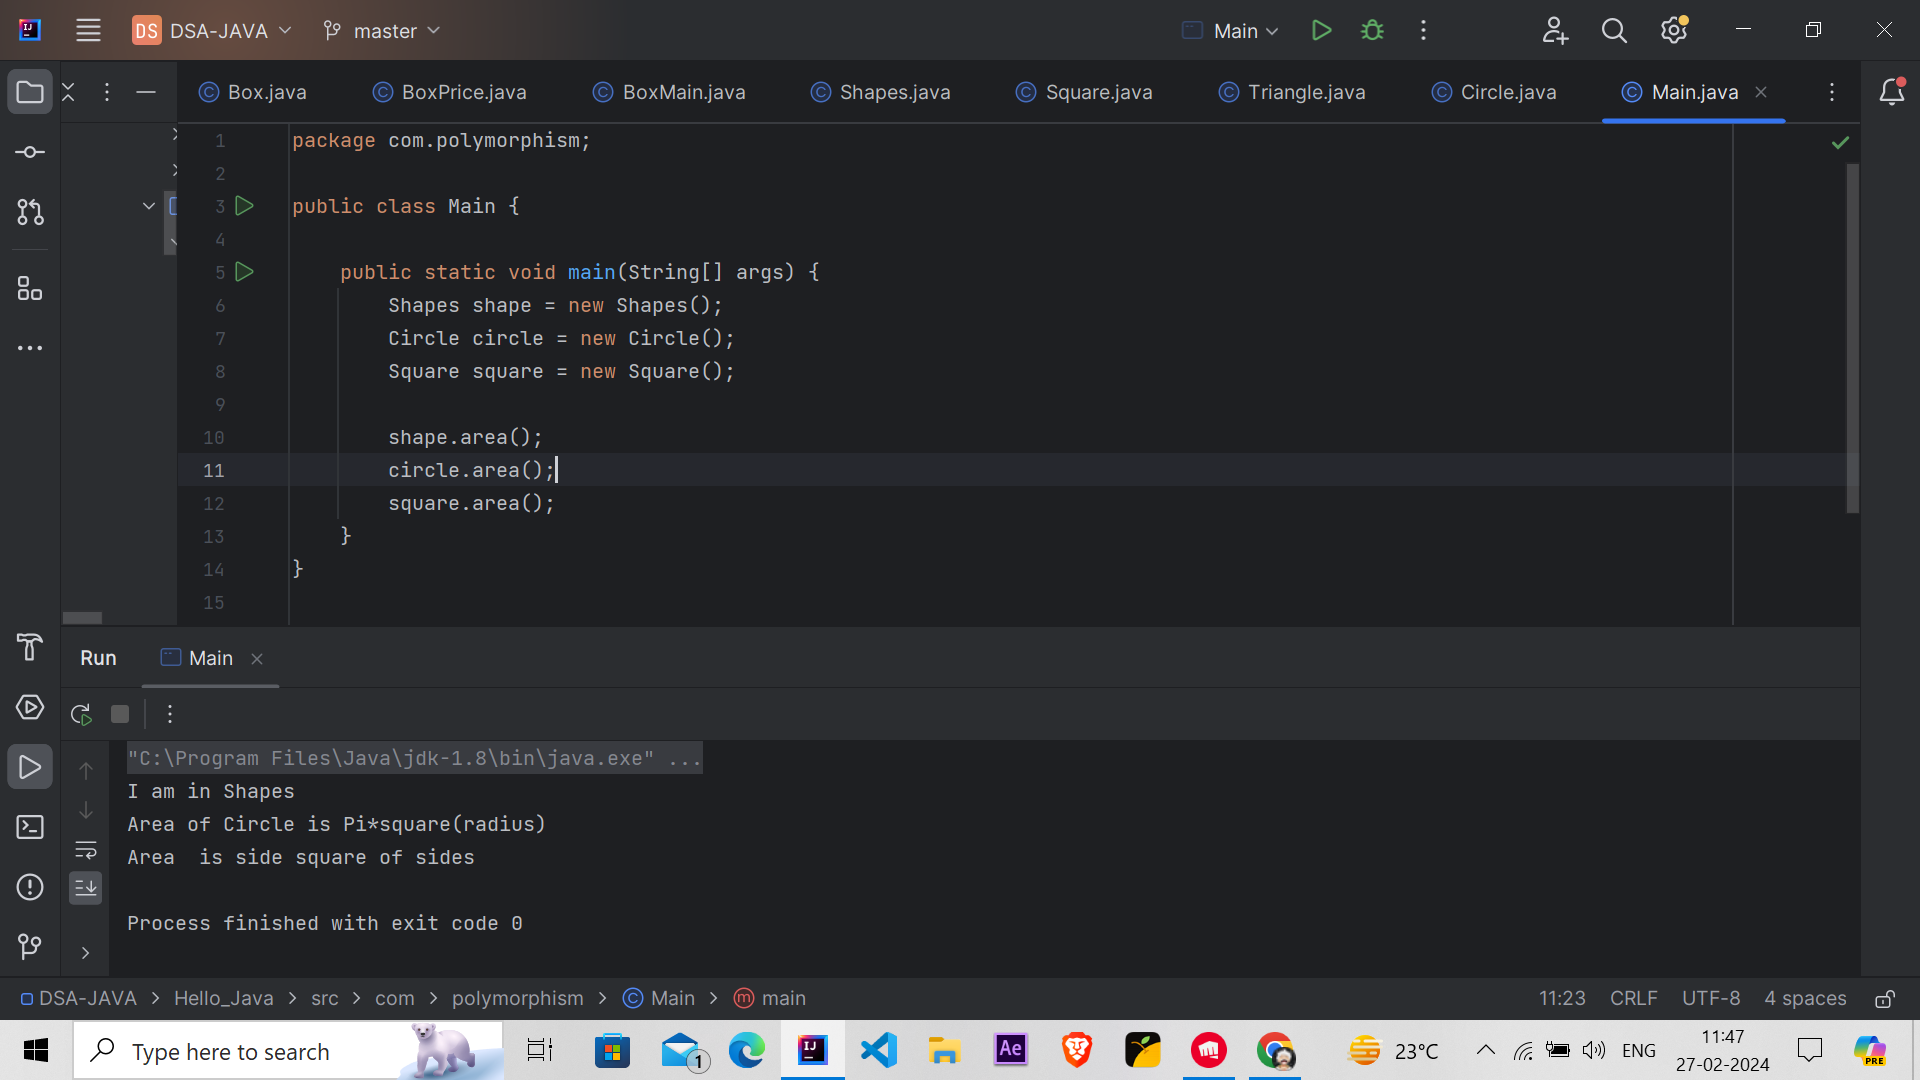 DS DSA-JAVA master Main
Box.java BoxPrice.java BoxMain.java Shapes.java Square.java Triangle.java Circle.java Main.java
1 package com.polymorphism;
2
3 public class Main {
4
5 public static void main(String[] args) {
6 Shapes shape = new Shapes();
7 Circle circle = new Circle();
8 Square square = new Square();
9
10 shape.area();
11 circle.area();
12 square.area();
13 }
14 }
15
Run Main
"C:\Program Files\Java\jdk-1.8\bin\java.exe" ...
I am in Shapes
Area of Circle is Pi*square(radius)
Area  is side square of sides
Process finished with exit code 0
DSA-JAVA > Hello_Java > src > com > polymorphism > Main > main 11:23 CRLF UTF-8 4 spaces
Type here to search 1 Ae 23°C ENG 11:47 PRE
27-02-2024